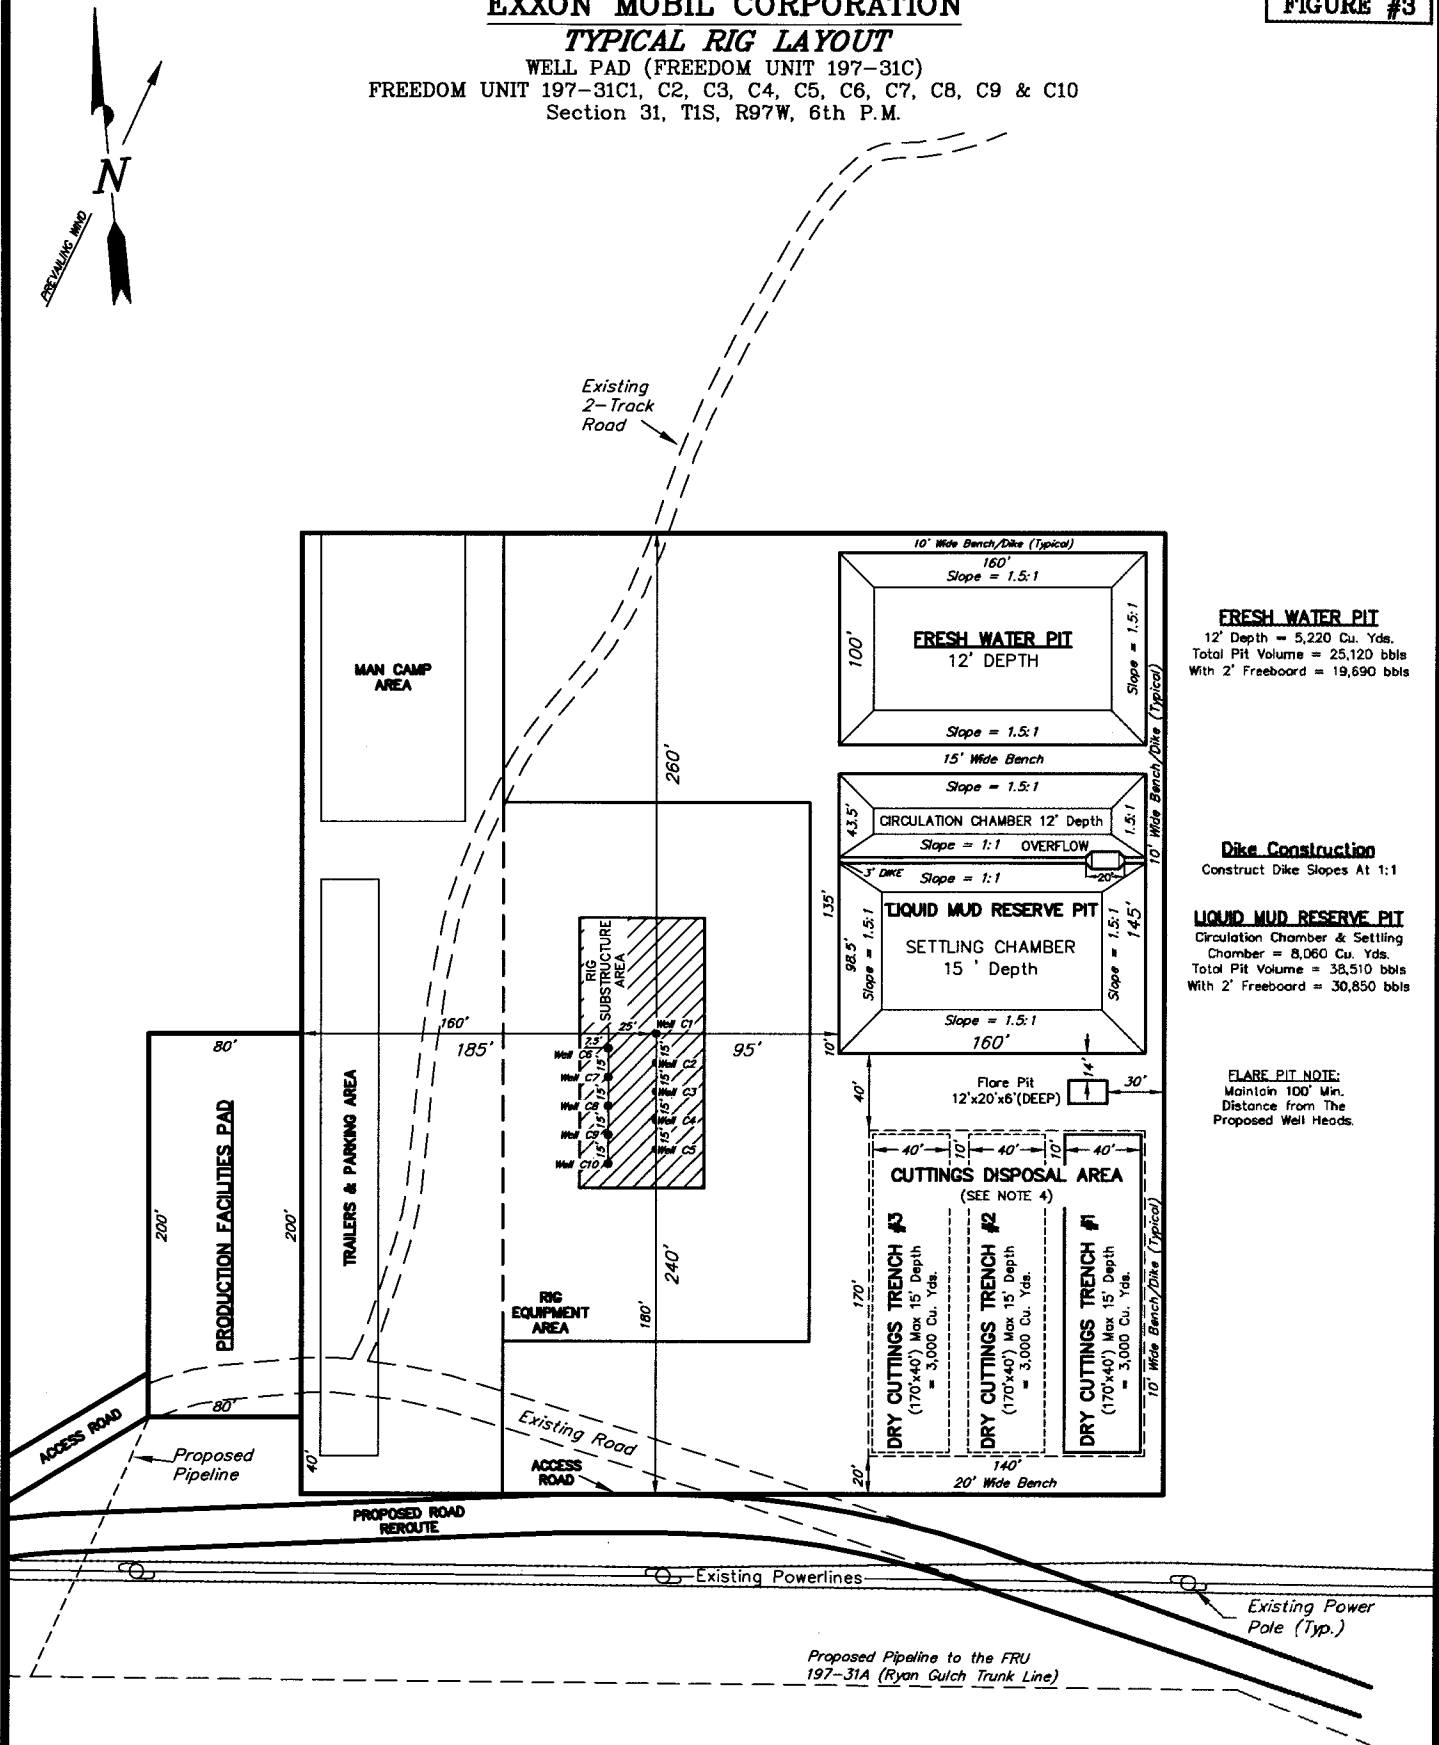 EXXON MOBIL CORPORATION
FIGURE #3
TYPICAL RIG LAYOUT
WELL PAD (FREEDOM UNIT 197-31C)
FREEDOM UNIT 197-31C1, C2, C3, C4, C5, C6, C7, C8, C9 & C10
Section 31, T1S, R97W, 6th P.M.
N
PREVAILING WIND
Existing
2-Track
Road
10' Wide Bench/Dike (Typical)
160'
Slope = 1.5:1
100'
FRESH WATER PIT
12' DEPTH
Slope = 1.5:1
Slope = 1.5:1
15' Wide Bench
10' Wide Bench/Dike (Typical)
FRESH WATER PIT
12' Depth = 5,220 Cu. Yds.
Total Pit Volume = 25,120 bbls
With 2' Freeboard = 19,690 bbls
MAN CAMP
AREA
260'
Slope = 1.5:1
43.5'
CIRCULATION CHAMBER 12' Depth
1.5:1
Slope = 1:1
OVERFLOW
3' DIKE
20'
Slope = 1:1
135'
98.5'
Slope = 1.5:1
LIQUID MUD RESERVE PIT
SETTLING CHAMBER
15 ' Depth
Slope = 1.5:1
145'
Slope = 1.5:1
160'
10'
Dike Construction
Construct Dike Slopes At 1:1
LIQUID MUD RESERVE PIT
Circulation Chamber & Settling
Chamber = 8,060 Cu. Yds.
Total Pit Volume = 38,510 bbls
With 2' Freeboard = 30,850 bbls
RIG
SUBSTRUCTURE
AREA
160'
185'
25'
95'
7.5'
Well C1
Well C2
Well C3
Well C4
Well C5
Well C6
Well C7
Well C8
Well C9
Well C10
15'
15'
15'
15'
15'
15'
15'
15'
14'
Flare Pit
12'x20'x6'(DEEP)
30'
40'
FLARE PIT NOTE:
Maintain 100' Min.
Distance from The
Proposed Well Heads.
80'
200'
PRODUCTION FACILITIES PAD
200'
80'
TRAILERS & PARKING AREA
40'
RIG
EQUIPMENT
AREA
240'
180'
40'
10'
40'
10'
40'
CUTTINGS DISPOSAL AREA
(SEE NOTE 4)
170'
DRY CUTTINGS TRENCH #3
(170'x40') Max 15' Depth
= 3,000 Cu. Yds.
DRY CUTTINGS TRENCH #2
(170'x40') Max 15' Depth
= 3,000 Cu. Yds.
DRY CUTTINGS TRENCH #1
(170'x40') Max 15' Depth
= 3,000 Cu. Yds.
10' Wide Bench/Dike (Typical)
20'
140'
20' Wide Bench
ACCESS ROAD
Proposed
Pipeline
Existing Road
ACCESS
ROAD
PROPOSED ROAD
REROUTE
Existing Powerlines
Existing Power
Pole (Typ.)
Proposed Pipeline to the FRU
197-31A (Ryan Gulch Trunk Line)